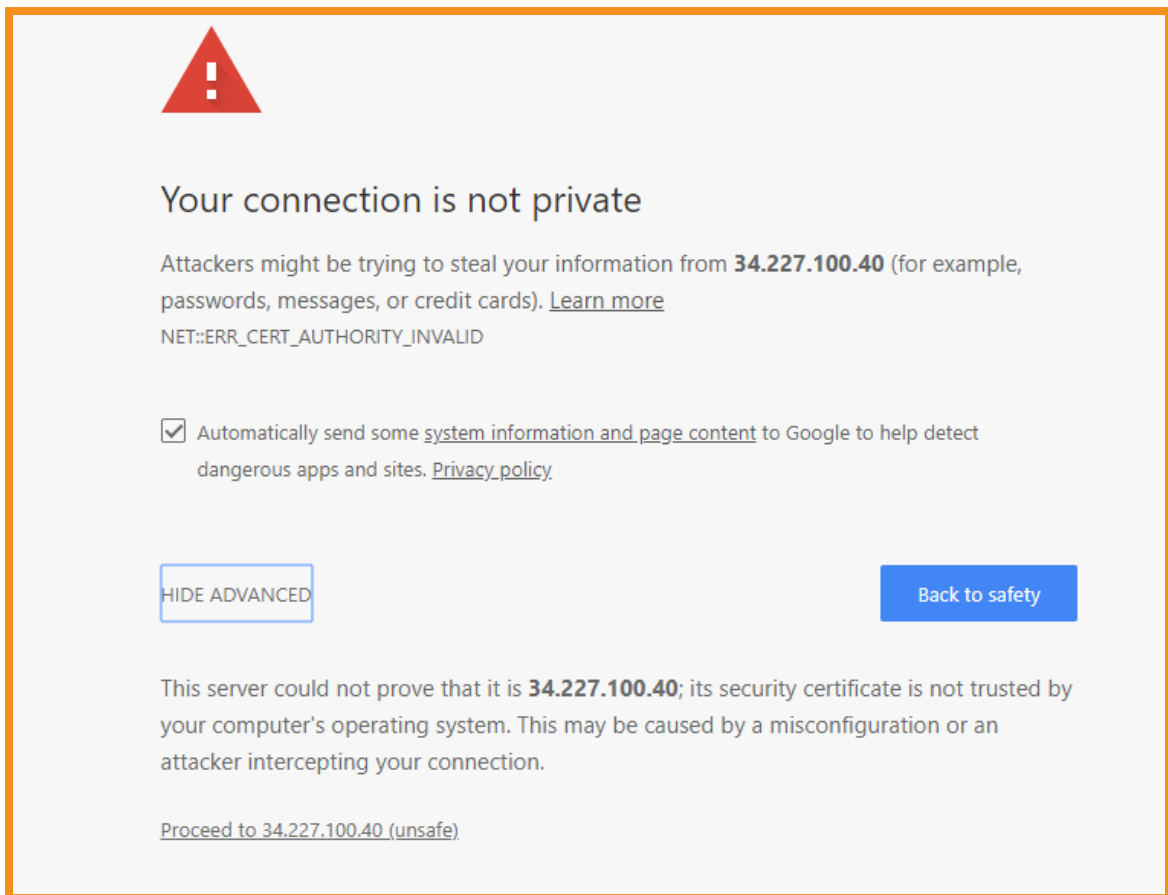 Your connection is not private
Attackers might be trying to steal your information from 34.227.100.40 (for example,
passwords, messages, or credit cards). Learn more
NET::ERR_CERT_AUTHORITY_INVALID
Automatically send some system information and page content to Google to help detect
dangerous apps and sites. Privacy policy
HIDE ADVANCED
Back to safety
This server could not prove that it is 34.227.100.40; its security certificate is not trusted by
your computer's operating system. This may be caused by a misconfiguration or an
attacker intercepting your connection.
Proceed to 34.227.100.40 (unsafe)